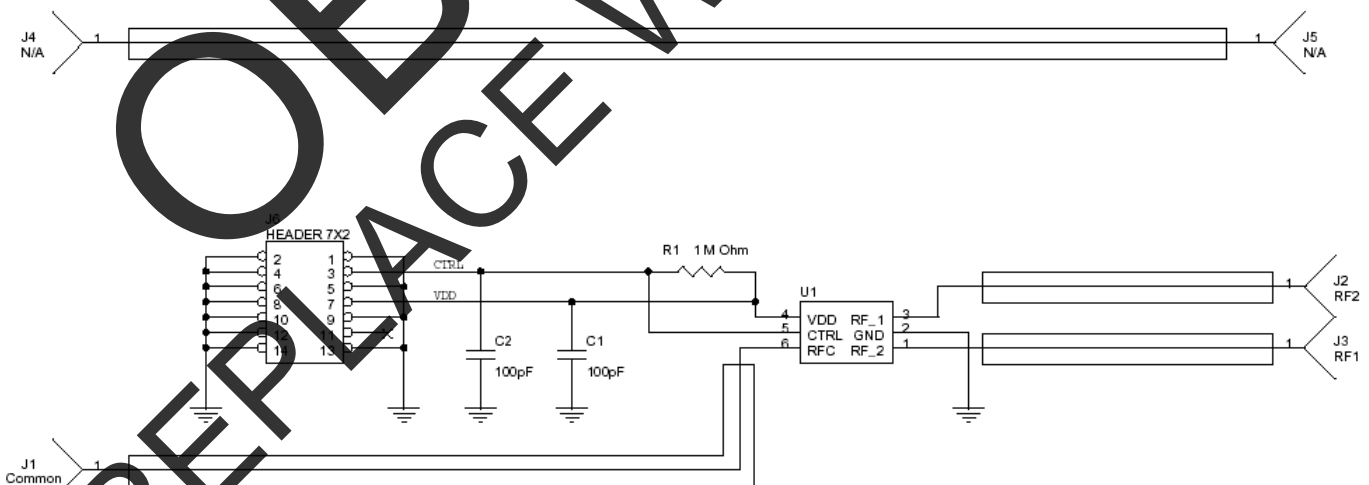 J4
N/A
1
1
J5
N/A
OB
REPLACE W
J6
HEADER 7X2
2
4
6
8
10
12
14
1
3
5
7
9
11
13
CTRL
VDD
R1 1M Ohm
C2
100pF
C1
100pF
U1
4
5
6
VDD RF_1
CTRL GND
RFC RF_2
3
2
1
1
J2
RF2
1
J3
RF1
J1
Common
1